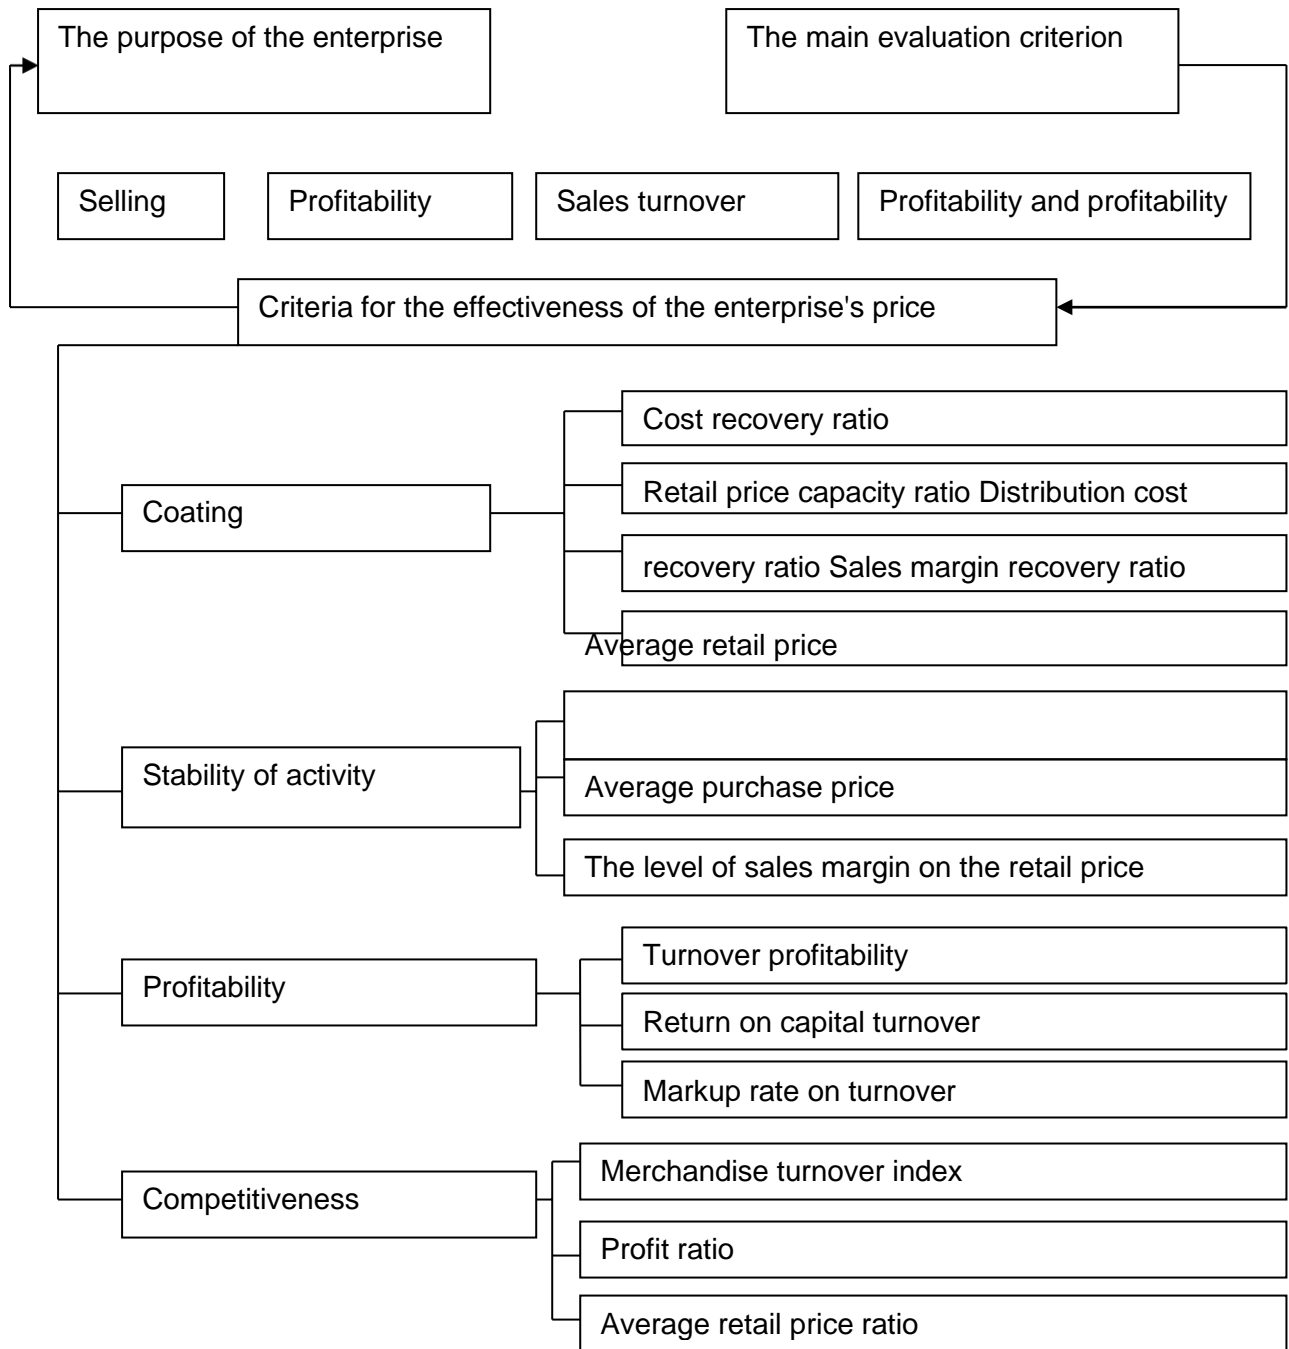 The purpose of the enterprise
The main evaluation criterion
Selling
Profitability
Sales turnover
Profitability and profitability
Criteria for the effectiveness of the enterprise's price
Coating
Cost recovery ratio
Retail price capacity ratio Distribution cost
recovery ratio Sales margin recovery ratio
Average retail price
Stability of activity
Average purchase price
The level of sales margin on the retail price
Profitability
Turnover profitability
Return on capital turnover
Markup rate on turnover
Competitiveness
Merchandise turnover index
Profit ratio
Average retail price ratio